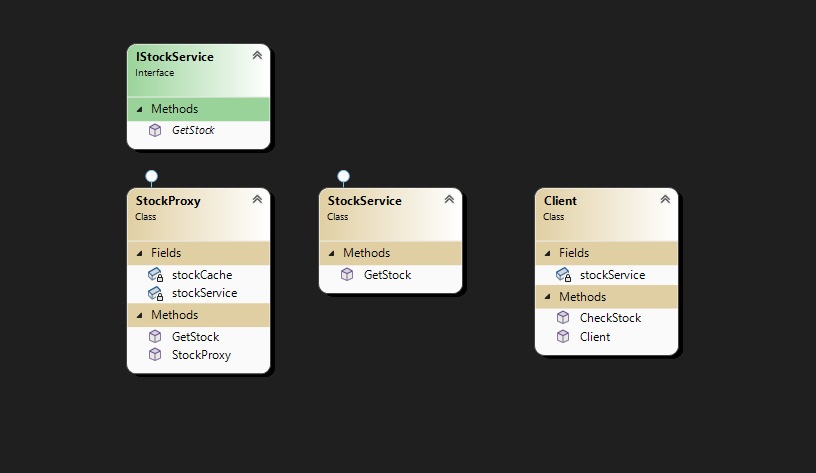 IStockService
Interface
Methods
GetStock
StockProxy
Class
Fields
stockCache
stockService
Methods
GetStock
StockProxy
StockService
Class
Methods
GetStock
Client
Class
Fields
stockService
Methods
CheckStock
Client